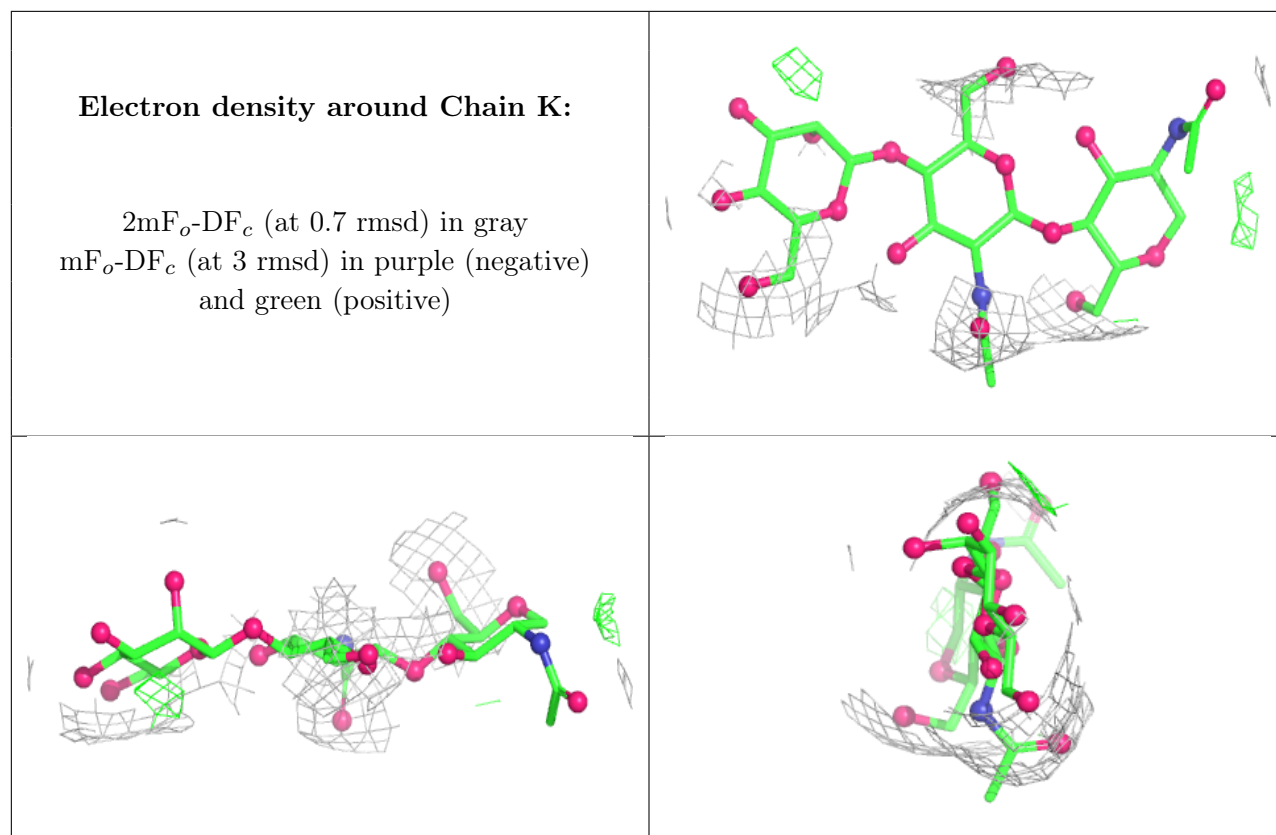 Electron density around Chain K:
2mFₒ-DF𝒸 (at 0.7 rmsd) in gray
mFₒ-DF𝒸 (at 3 rmsd) in purple (negative)
and green (positive)